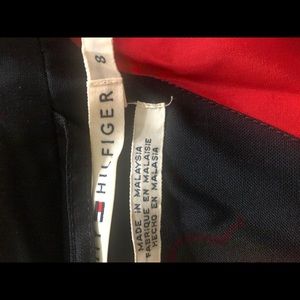 HILFIGER
8
MADE IN MALAYSIA
FABRIQUE EN MALAISIE
HECHO EN MALASIA